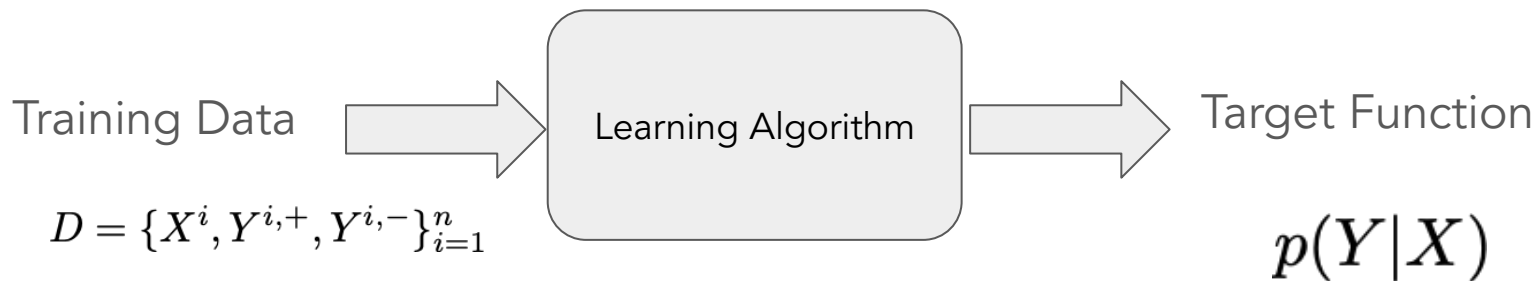 Training Data
Learning Algorithm
Target Function
D = {X^i, Y^{i,+}, Y^{i,-}}_{i=1}^n
p(Y|X)